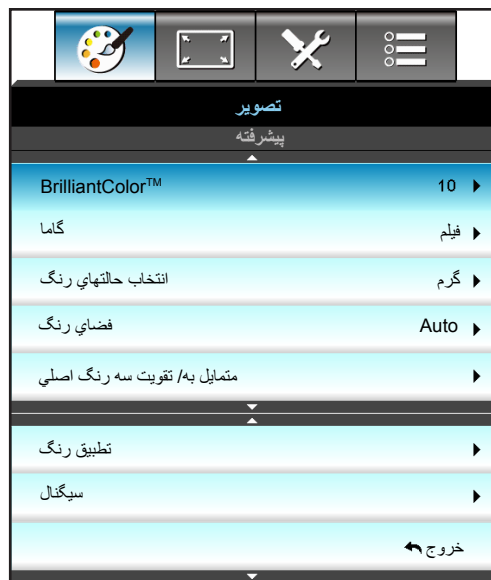 تصویر
پیشرفته
BrilliantColor™ 10
گاما فیلم
انتخاب حالتهاي رنگ گرم
فضاي رنگ Auto
متمایل به/ تقویت سه رنگ اصلي
تطبیق رنگ
سیگنال
خروج